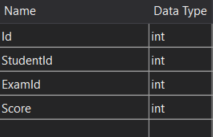 Name Data Type
Id int
StudentId int
ExamId int
Score int